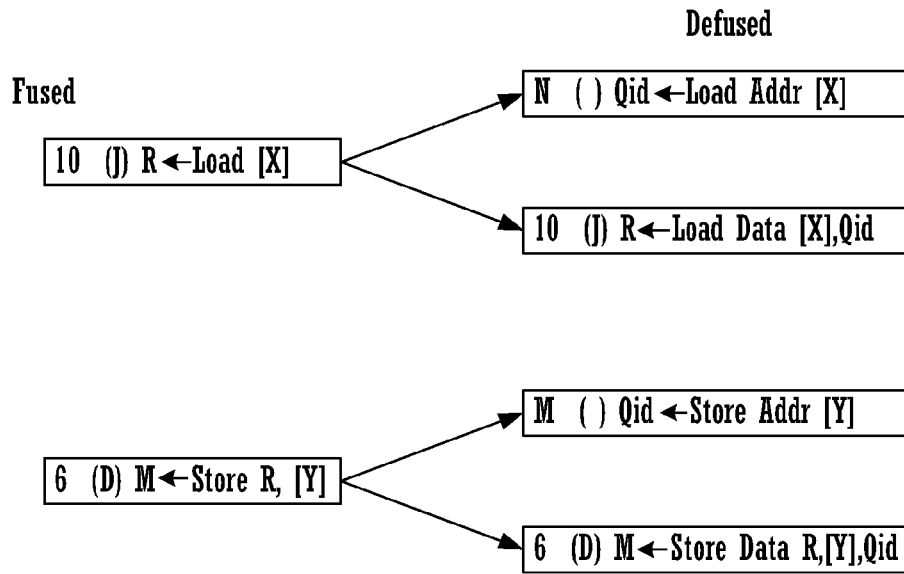 Defused
Fused
N ( ) Qid←Load Addr [X]
10 (J) R←Load [X]
10 (J) R←Load Data [X],Qid
M ( ) Qid←Store Addr [Y]
6 (D) M←Store R, [Y]
6 (D) M←Store Data R,[Y],Qid